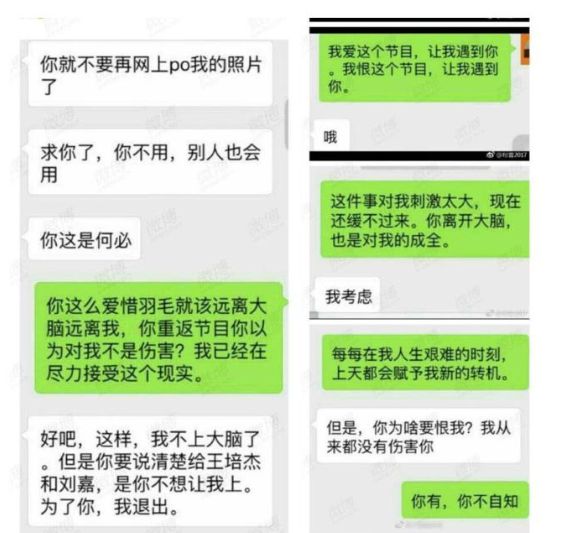 你就不要再网上po我的照片
了
求你了，你不用，别人也会
用
你这是何必
你这么爱惜羽毛就该远离大
脑远离我，你重返节目你以
为对我不是伤害？我已经在
尽力接受这个现实。
好吧，这样，我不上大脑了
。但是你要说清楚给王培杰
和刘嘉，是你不想让我上。
为了你，我退出。
我爱这个节目，让我遇到你
。我恨这个节目，让我遇到
你。
哦
这件事对我刺激太大，现在
还缓不过来。你离开大脑，
也是对我的成全。
我考虑
每每在我人生艰难的时刻，
上天都会赋予我新的转机。
但是，你为啥要恨我？我从
来都没有伤害你
你有，你不自知